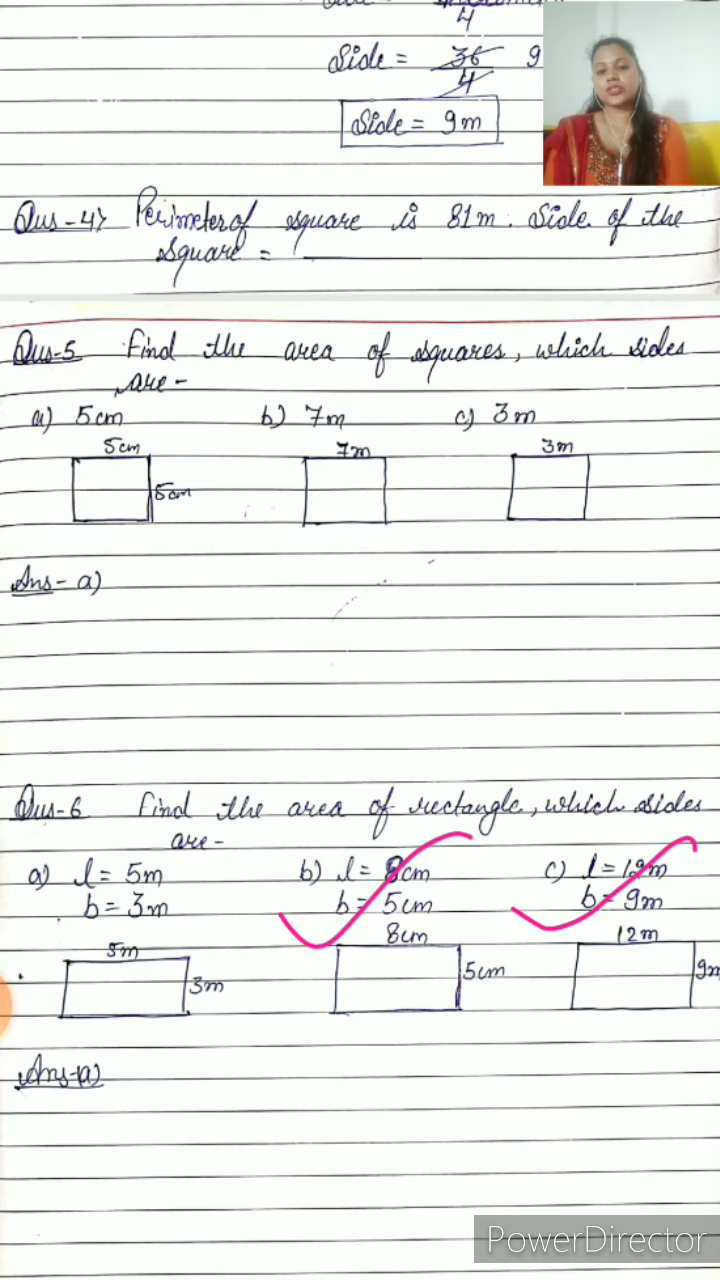 4
Side = 36 9
4
Side = 9m
Qus-4> Perimeter of square is 81m. Side of the
square =
Qus-5 Find the area of squares, which sides
are-
a) 5cm b) 7m c) 3m
5cm 7m 3m
5cm
Ans- a)
Qus-6 Find the area of rectangle, which sides
are-
a) l = 5m b) l = 8cm c) l = 12m
b = 3m b = 5cm b = 9m
5m 8cm 12m
3m 5cm 9m
Ans-a)
PowerDirector